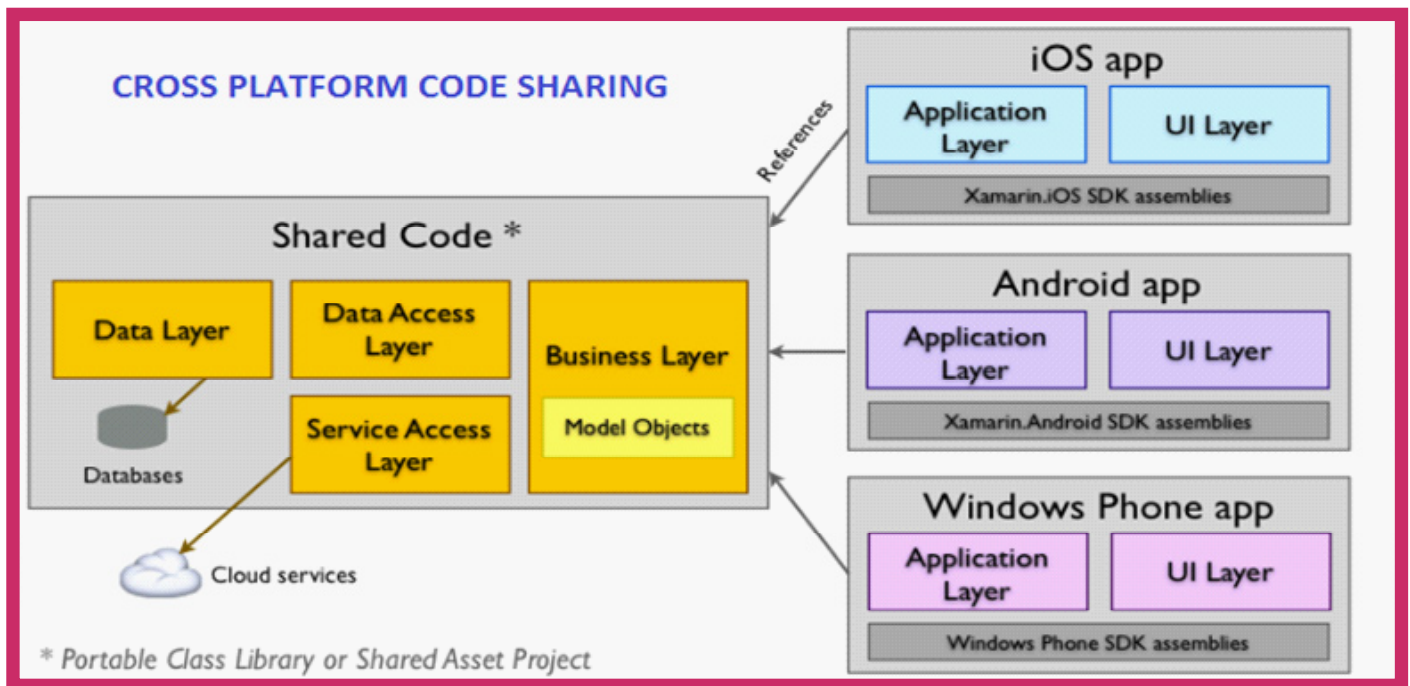 CROSS PLATFORM CODE SHARING
References
Shared Code *
Data Layer
Data Access
Layer
Business Layer
Model Objects
Service Access
Layer
Databases
Cloud services
* Portable Class Library or Shared Asset Project
iOS app
Application
Layer
UI Layer
Xamarin.iOS SDK assemblies
Android app
Application
Layer
UI Layer
Xamarin.Android SDK assemblies
Windows Phone app
Application
Layer
UI Layer
Windows Phone SDK assemblies